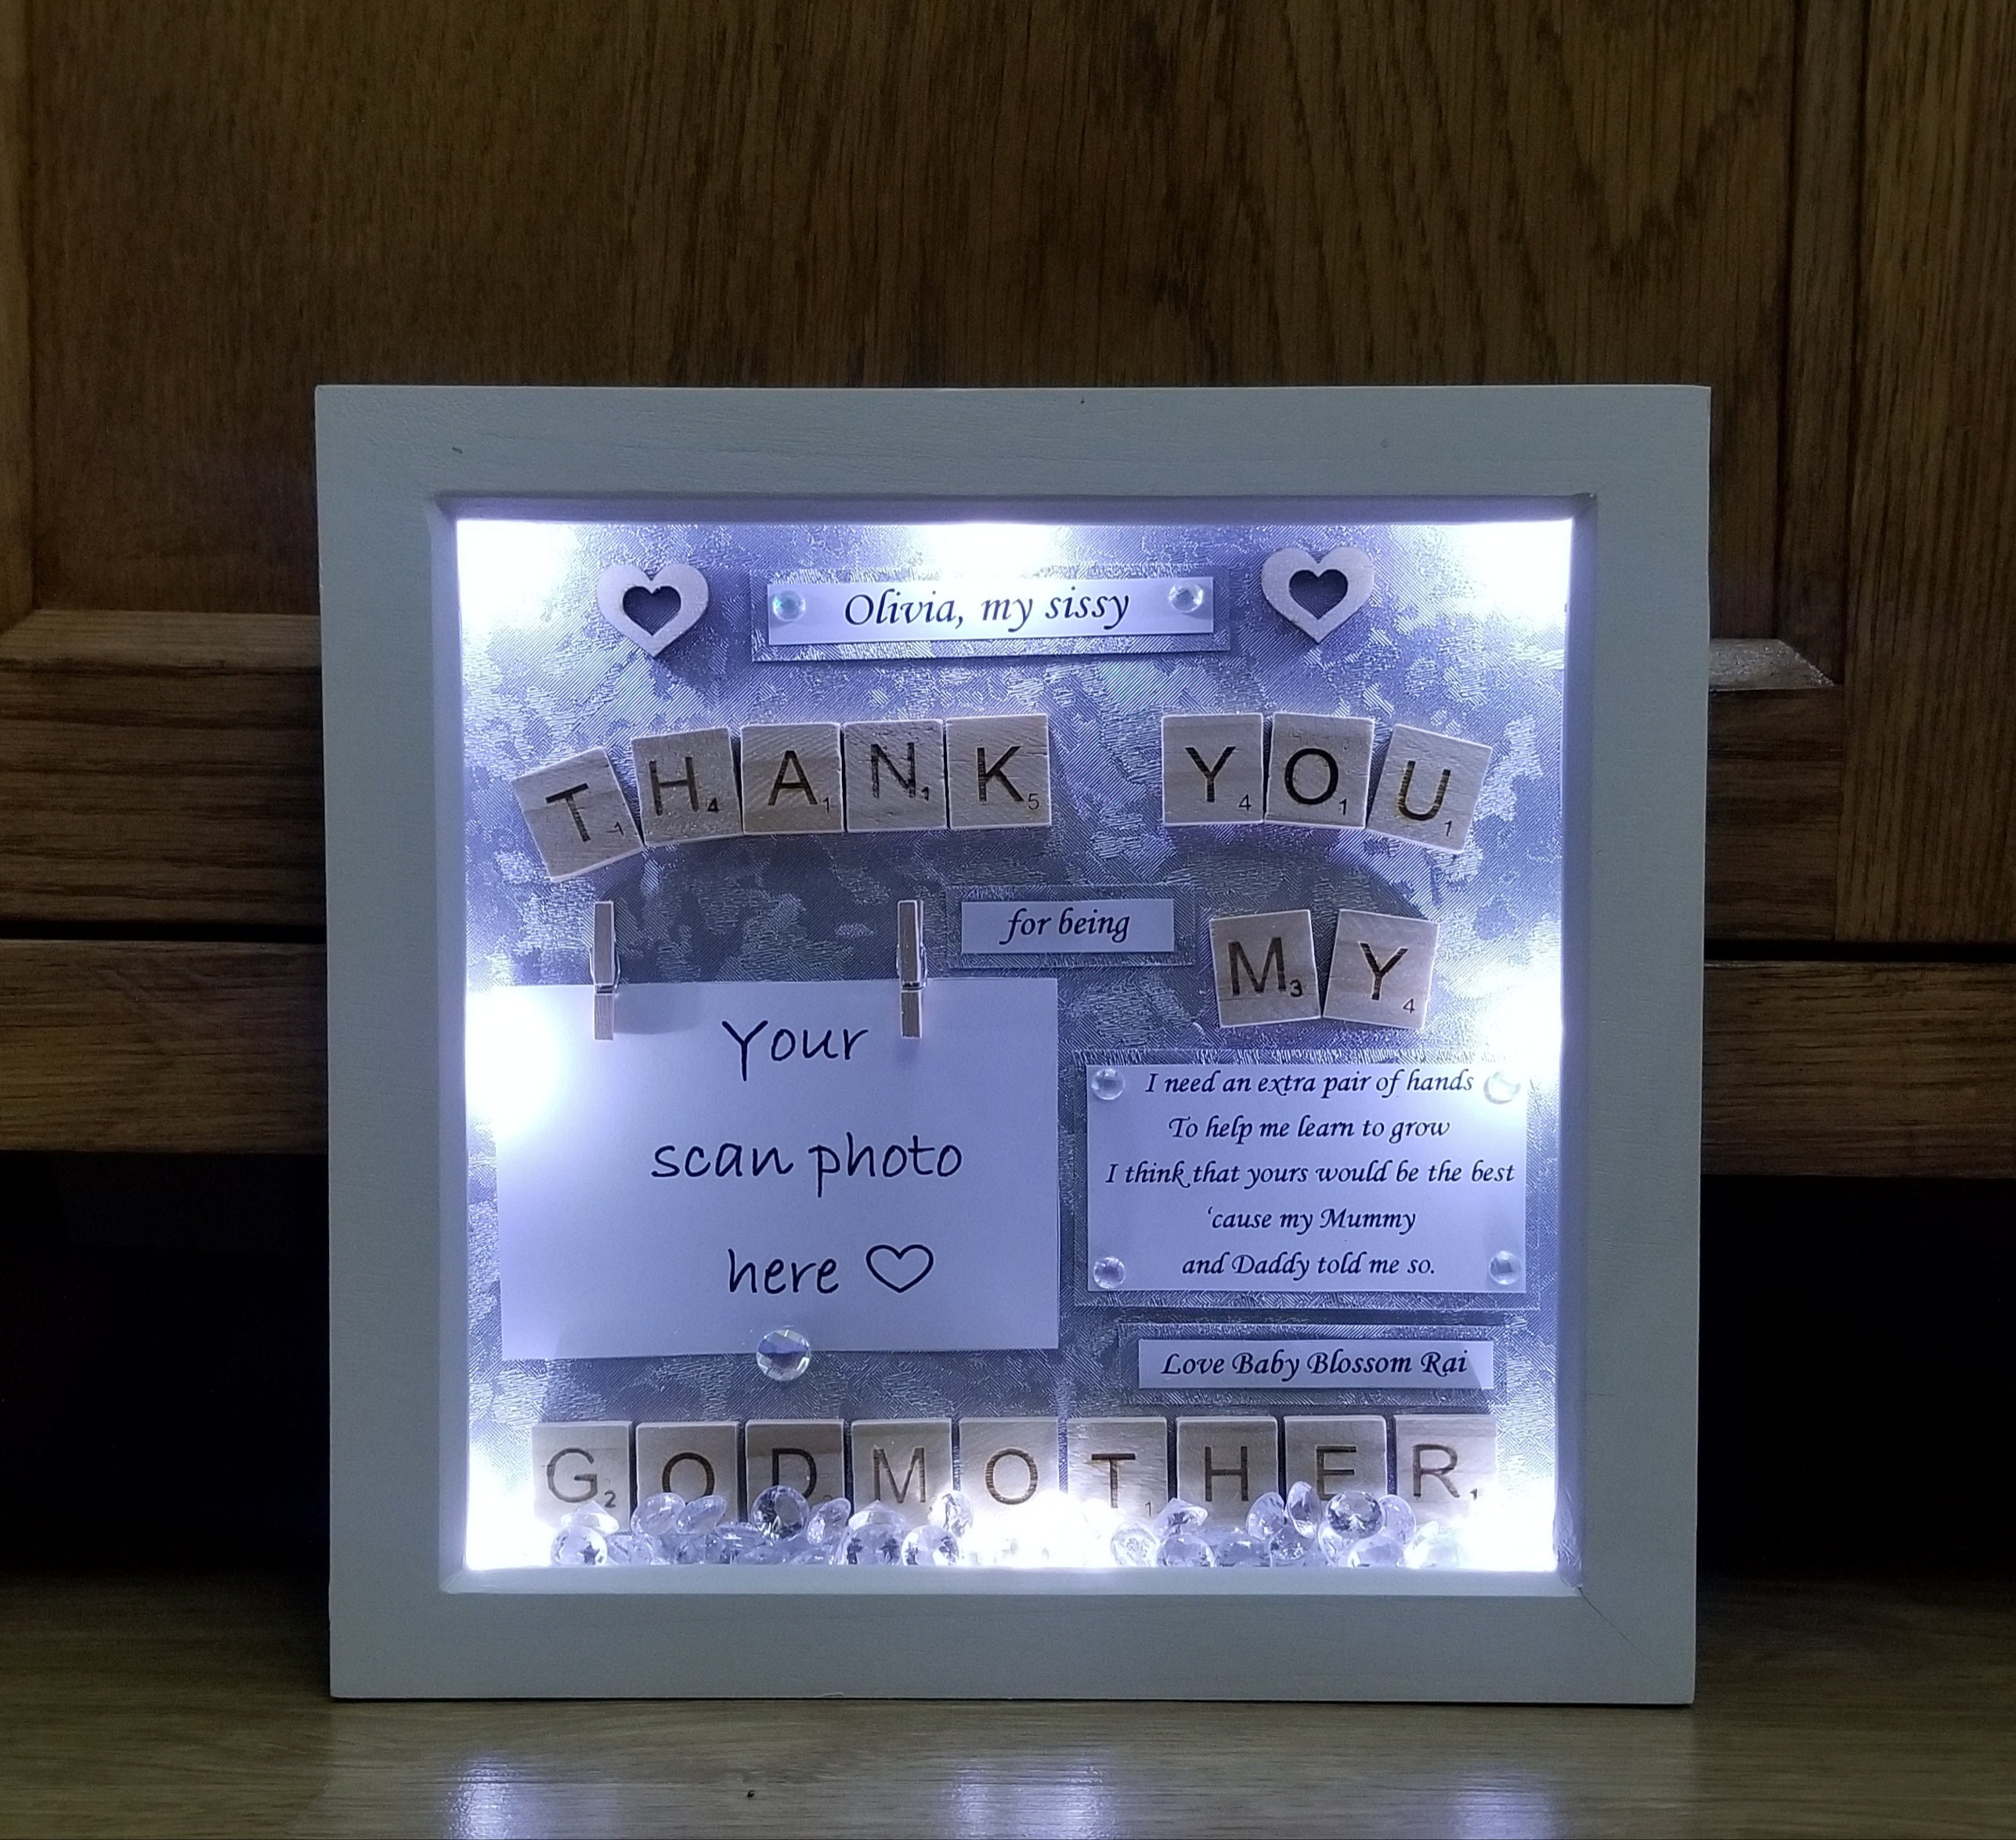 Olivia, my sissy
THANK YOU
for being
MY
Your
scan photo
here ♡
I need an extra pair of hands
To help me learn to grow
I think that yours would be the best
‘cause my Mummy
and Daddy told me so.
Love Baby Blossom Rai
GODMOTHER